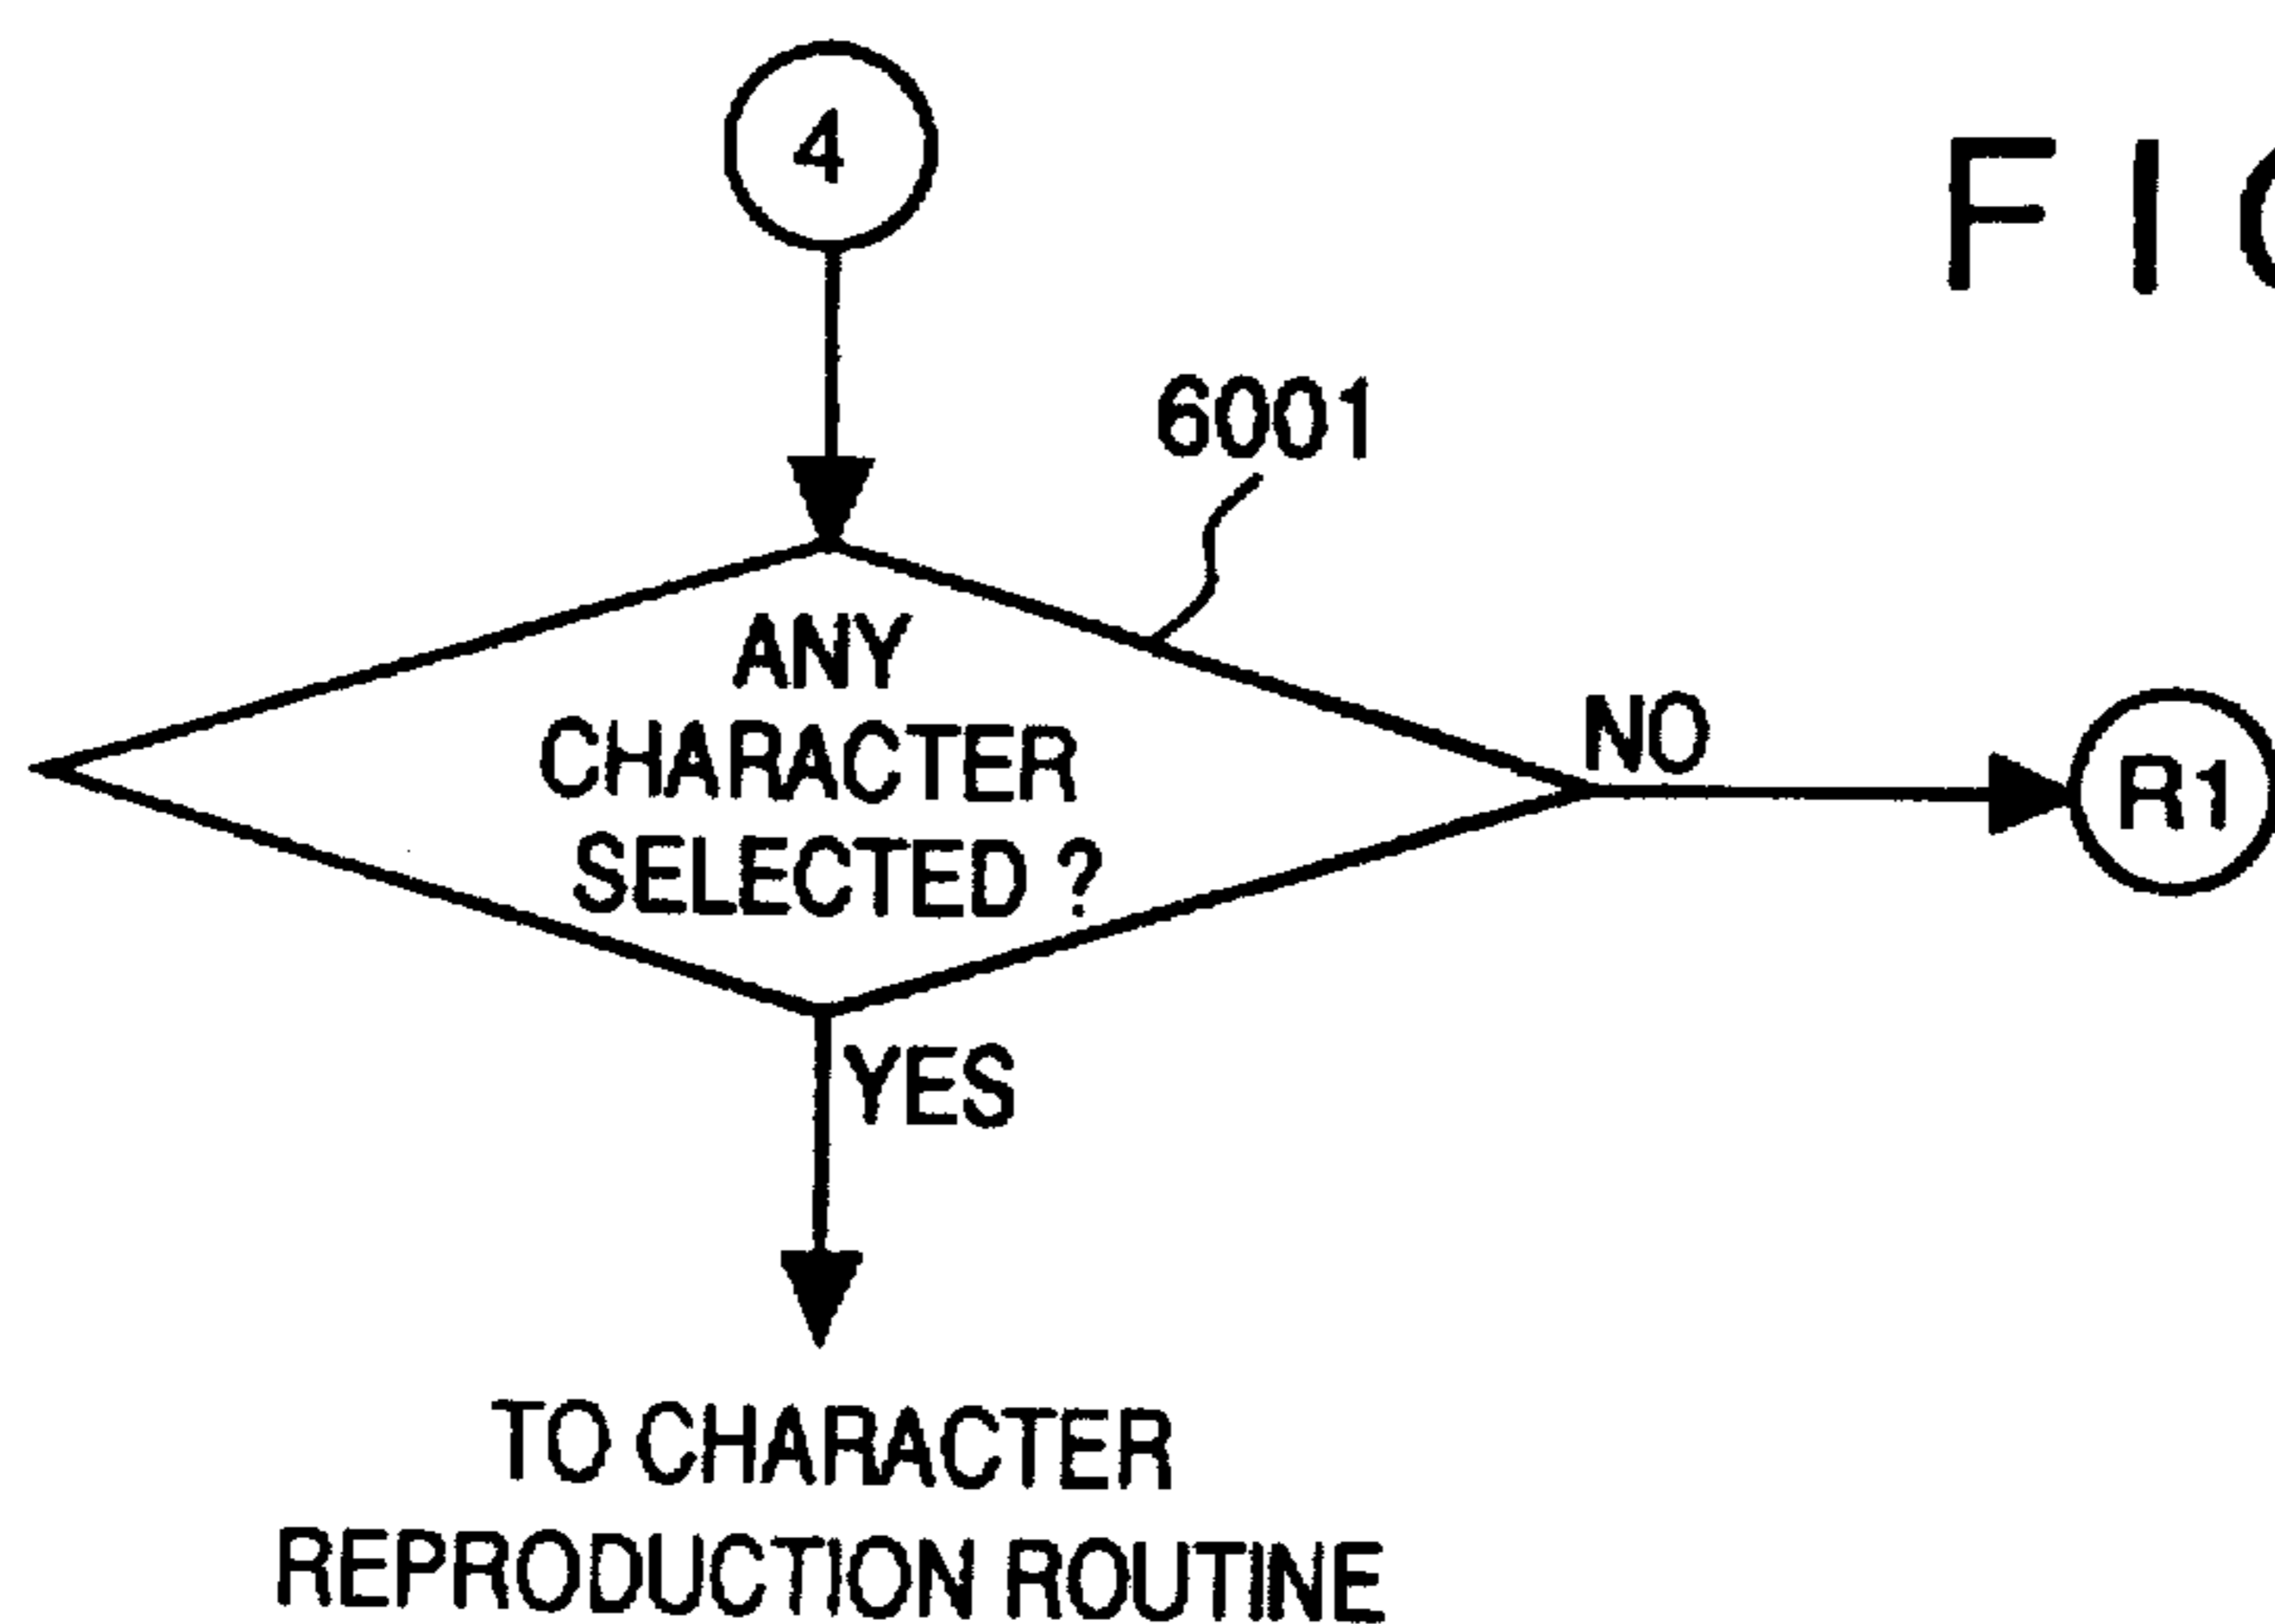 4
FI
6001
ANY
CHARACTER
SELECTED ?
NO
R1
YES
TO CHARACTER
REPRODUCTION ROUTINE